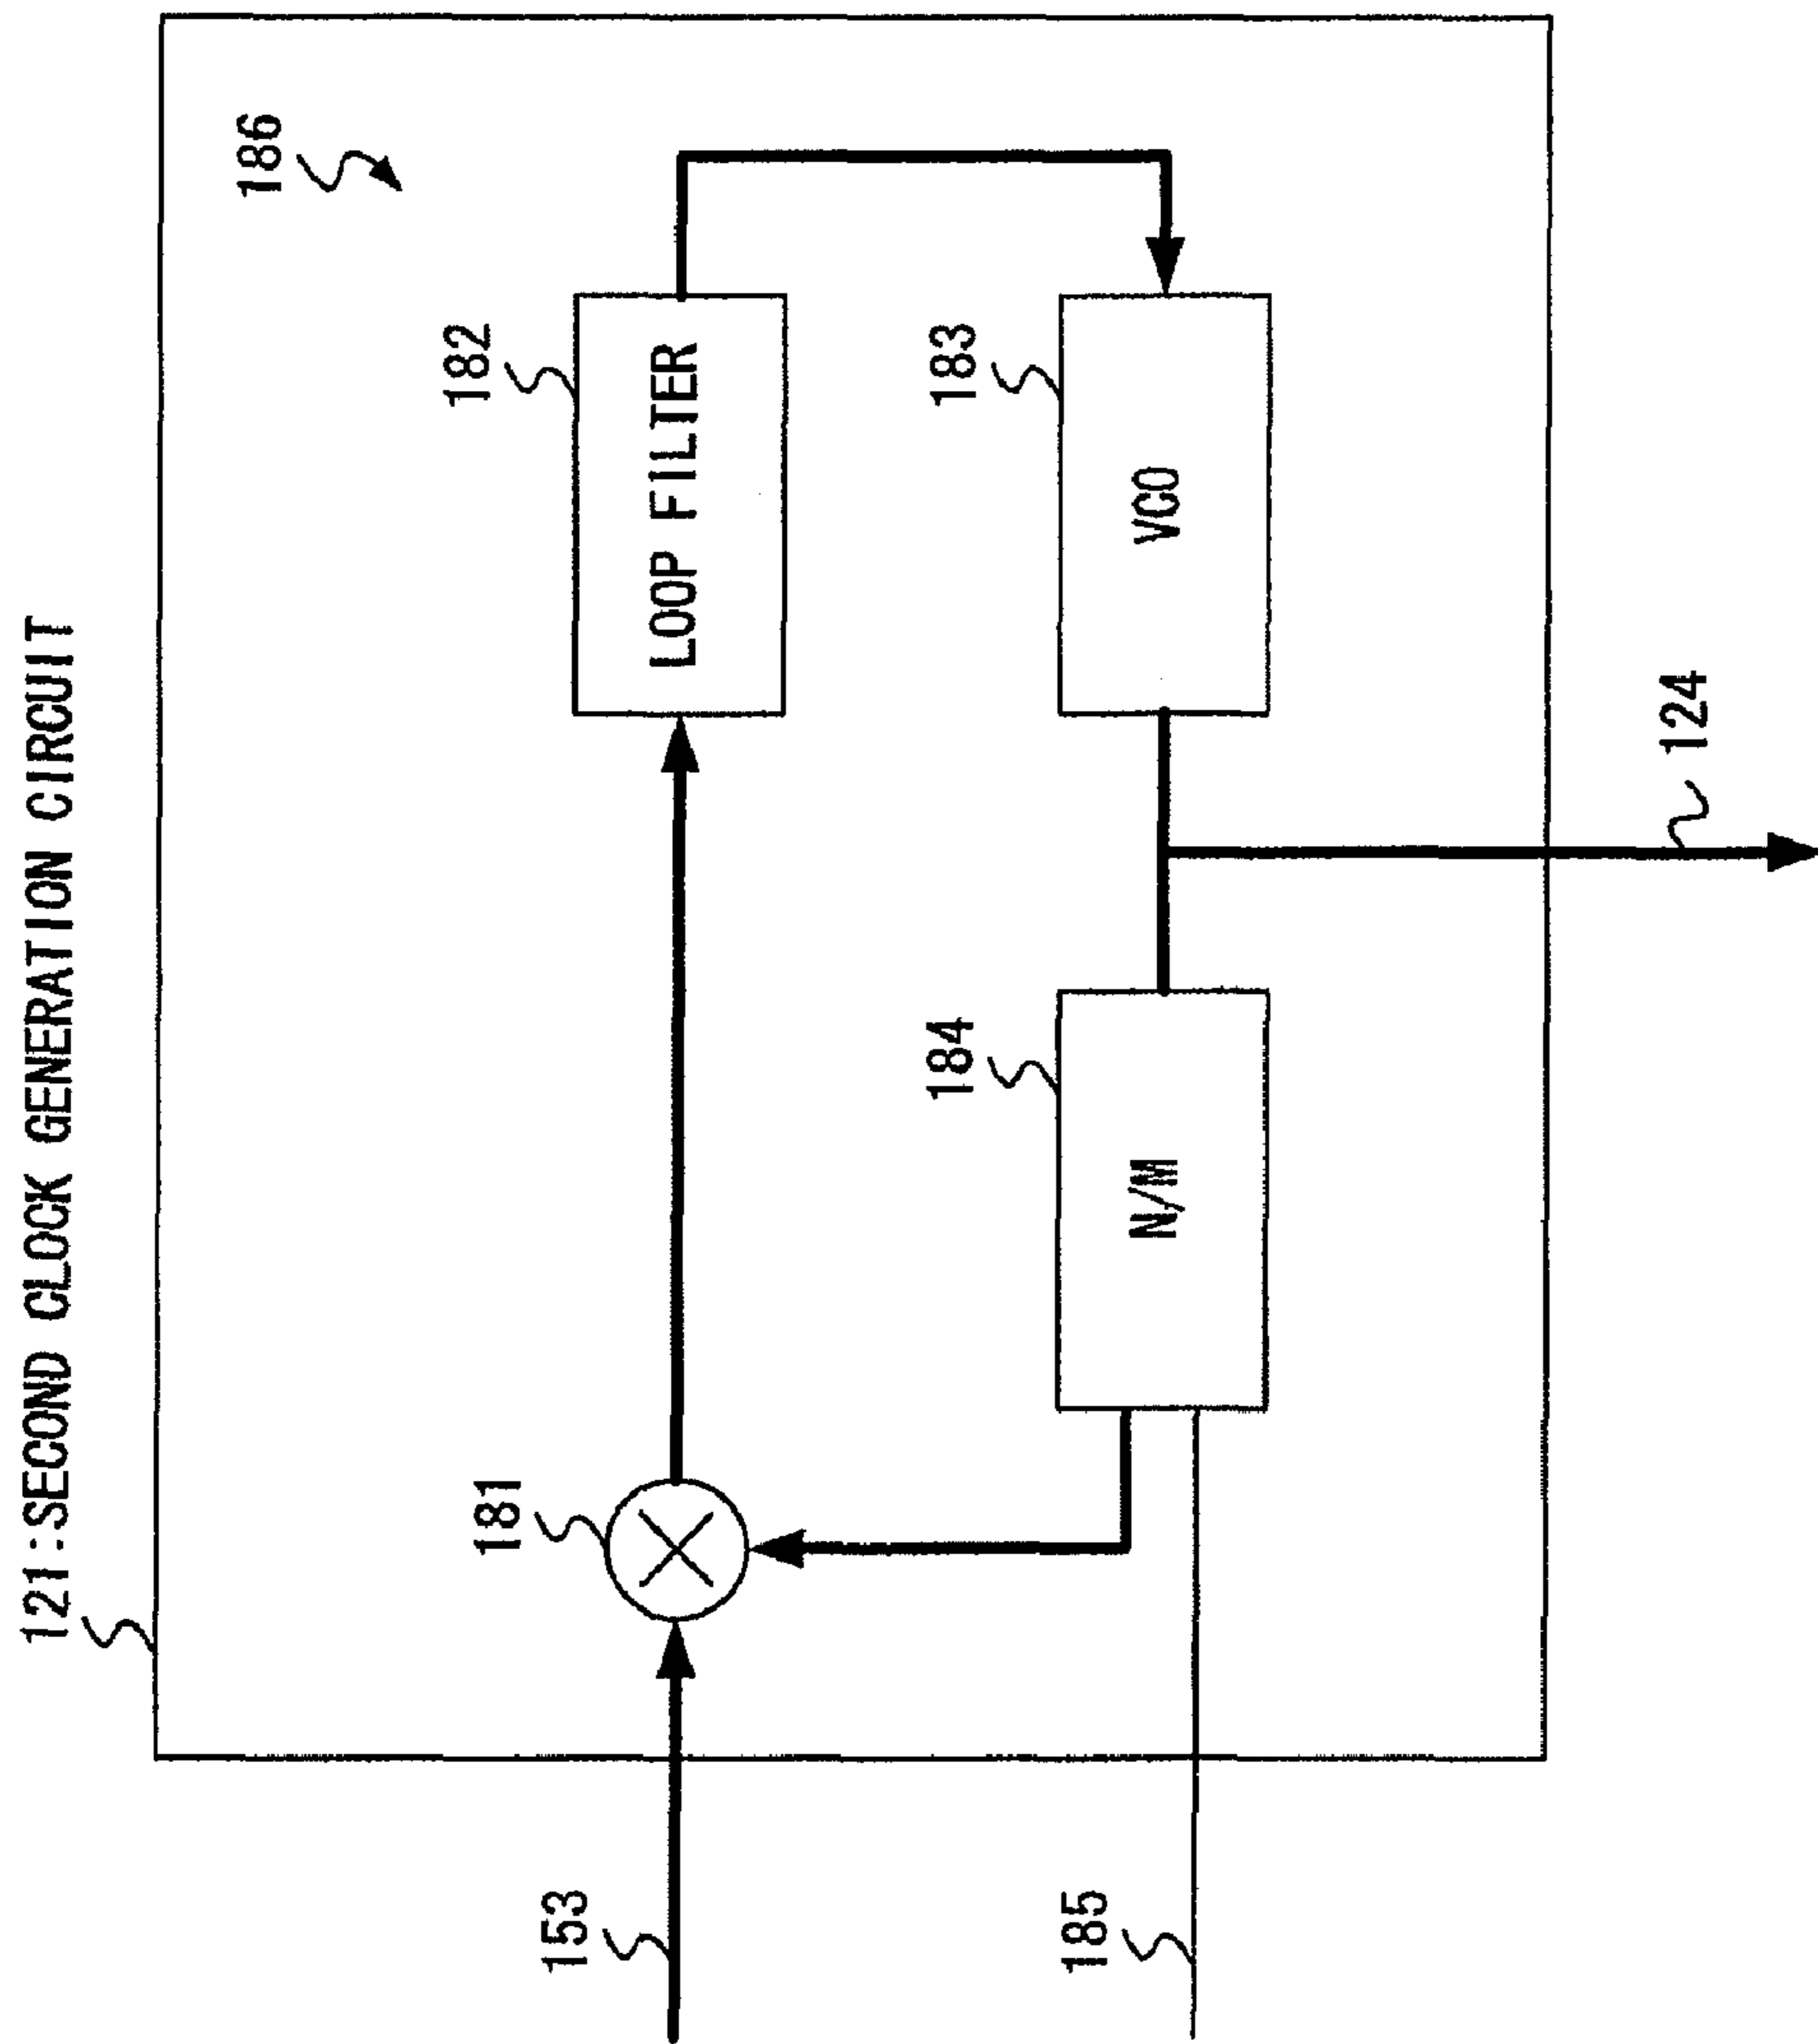 121:SECOND CLOCK GENERATION CIRCUIT
186
182
LOOP FILTER
181
153
183
VCO
184
N/M
185
124